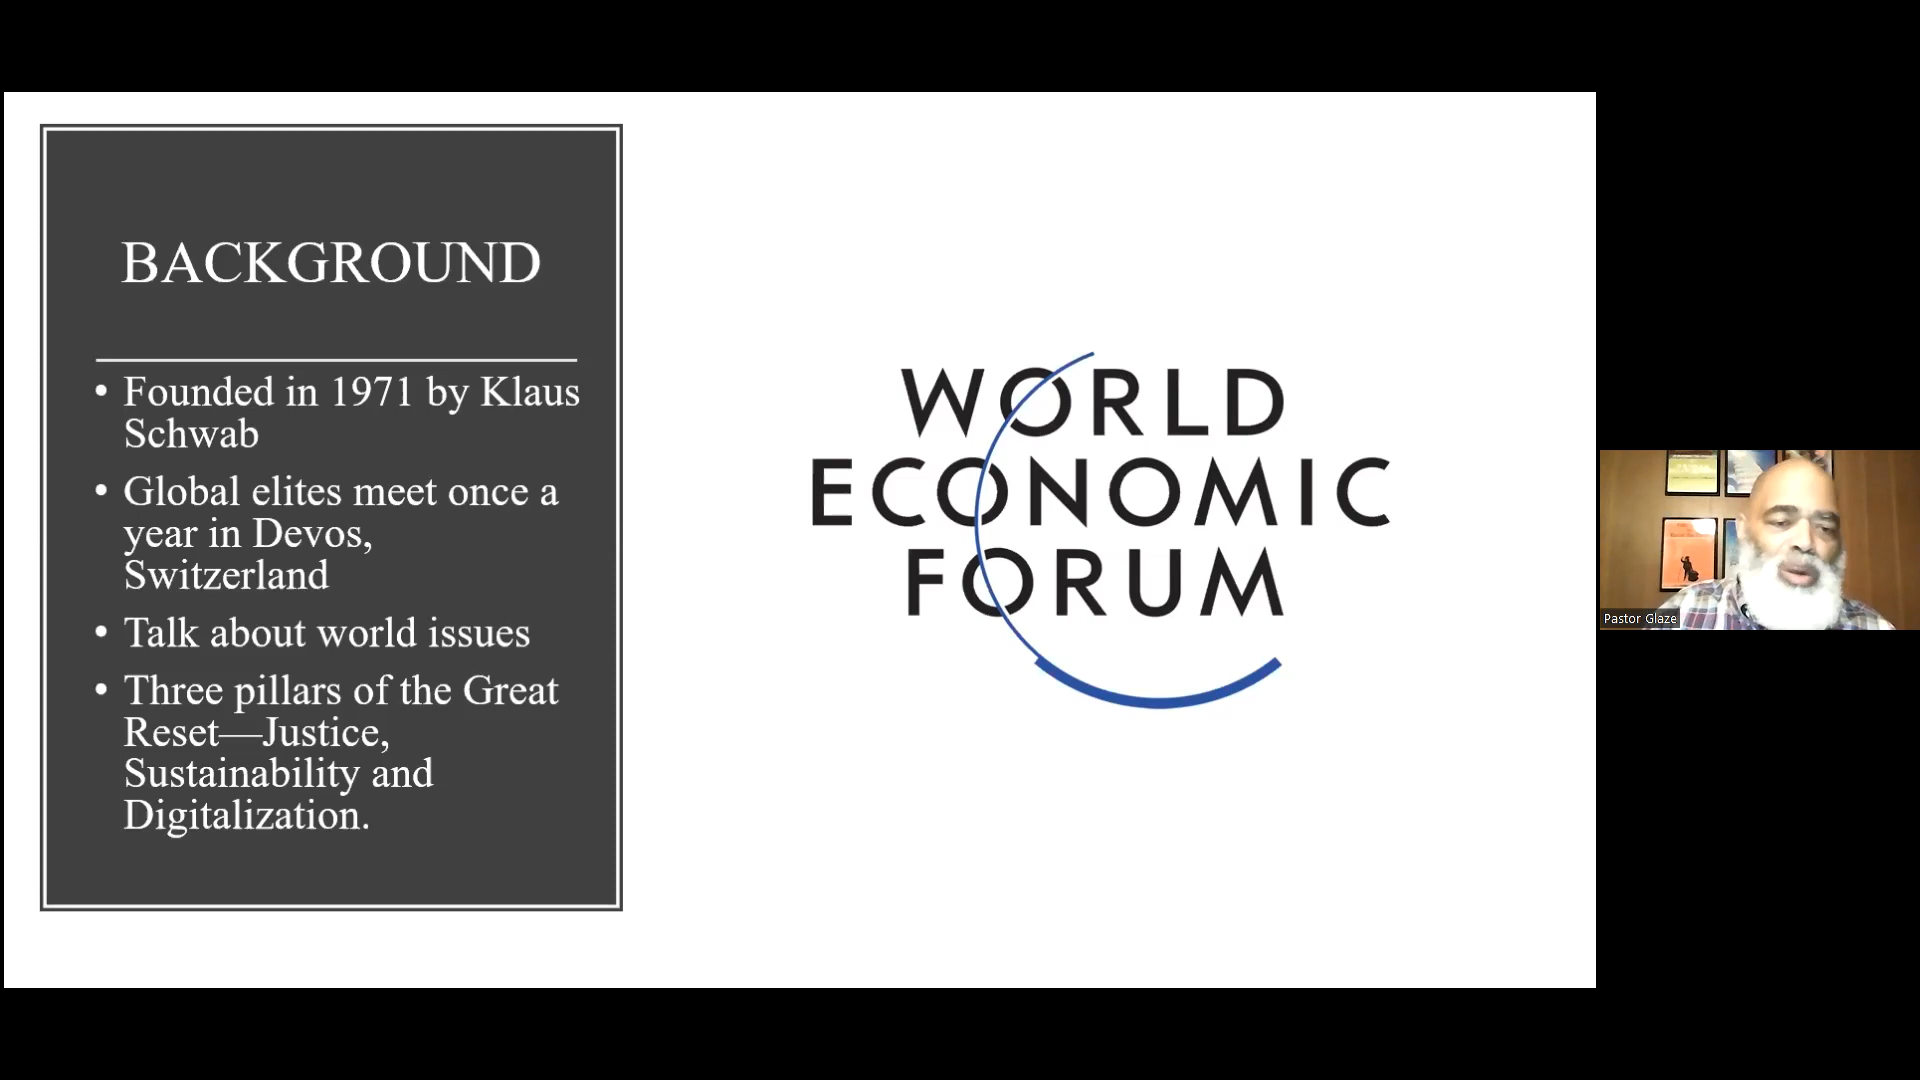 BACKGROUND
• Founded in 1971 by Klaus
Schwab
• Global elites meet once a
year in Devos,
Switzerland
• Talk about world issues
• Three pillars of the Great
Reset—Justice,
Sustainability and
Digitalization.
WORLD
ECONOMIC
FORUM
Pastor Glaze